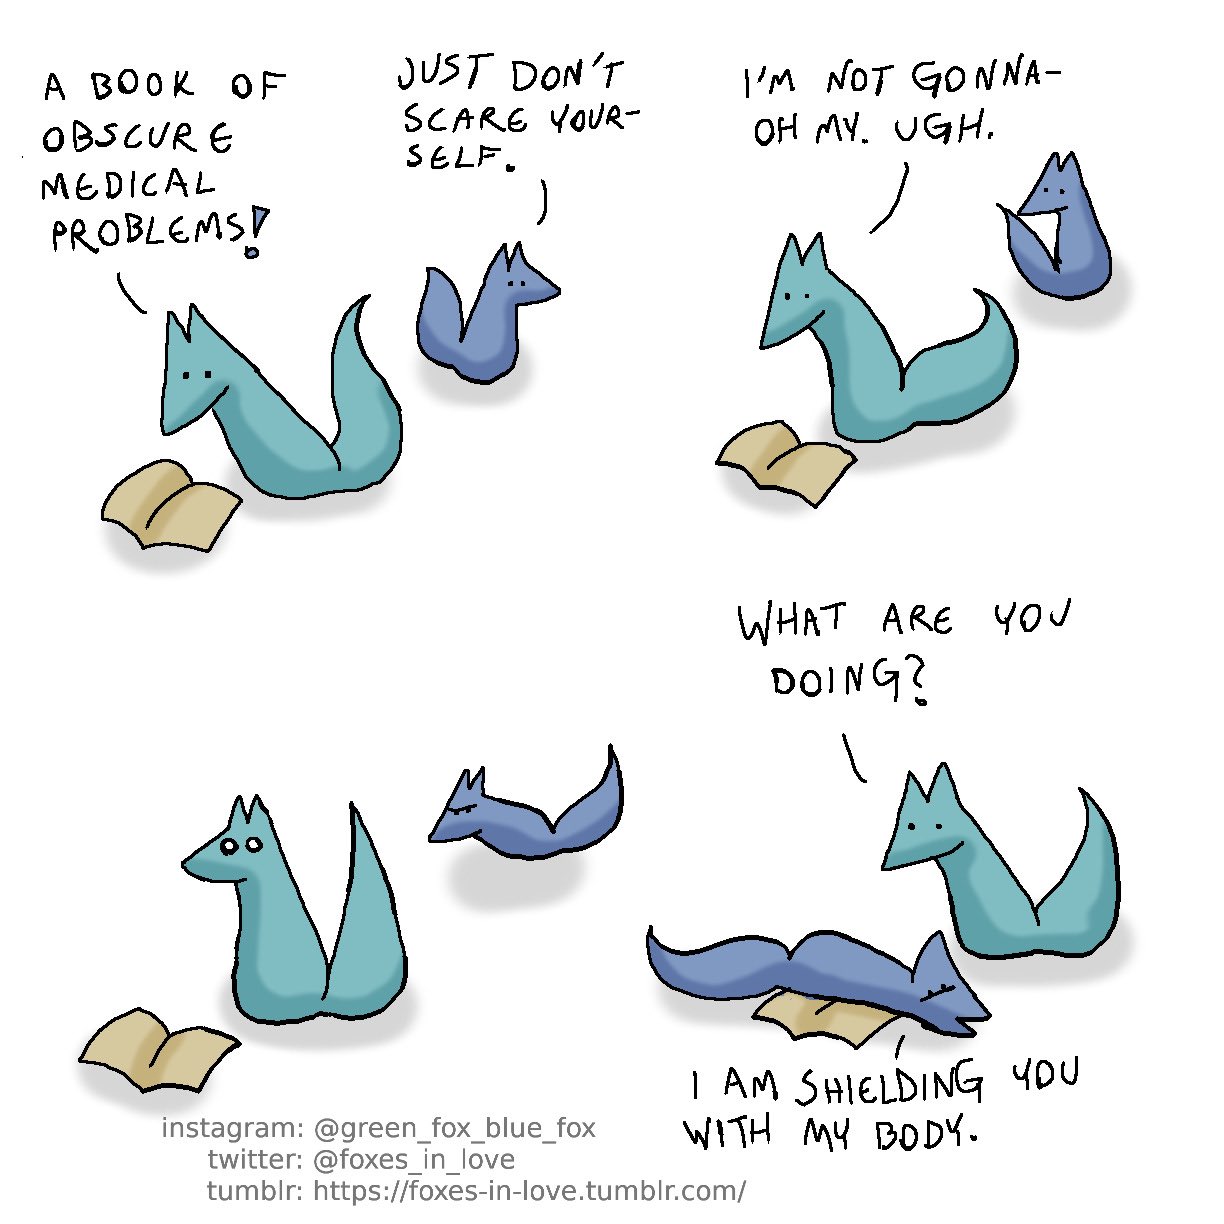 A BOOK OF
OBSCURE
MEDICAL
PROBLEMS!
JUST DON'T
SCARE YOUR-
SELF.
I'M NOT GONNA-
OH MY. UGH.
WHAT ARE YOU
DOING?
I AM SHIELDING YOU
WITH MY BODY.
instagram: @green_fox_blue_fox
twitter: @foxes_in_love
tumblr: https://foxes-in-love.tumblr.com/